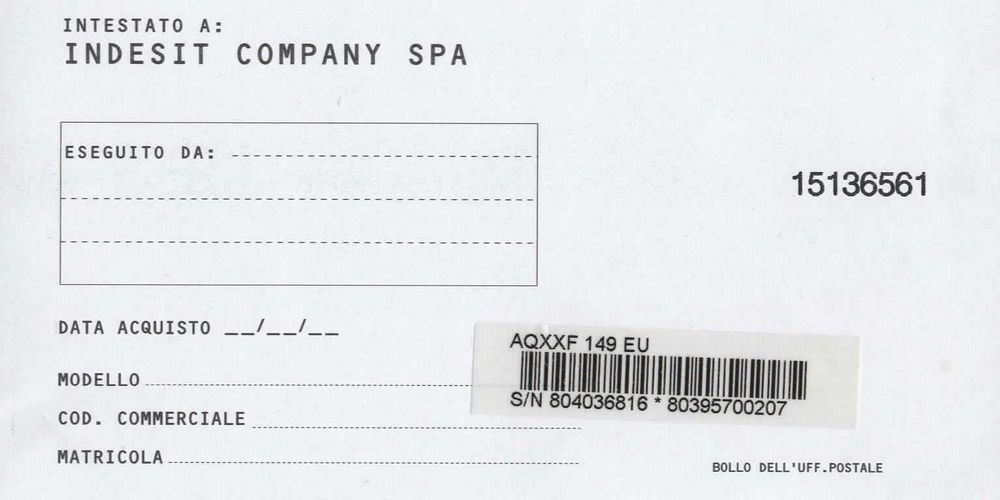 INTESTATO A:
INDESIT COMPANY SPA
ESEGUITO DA:
15136561
DATA ACQUISTO __/__/__
AQXXF 149 EU
S/N 804036816 * 80395700207
MODELLO
COD. COMMERCIALE
MATRICOLA
BOLLO DELL'UFF.POSTALE